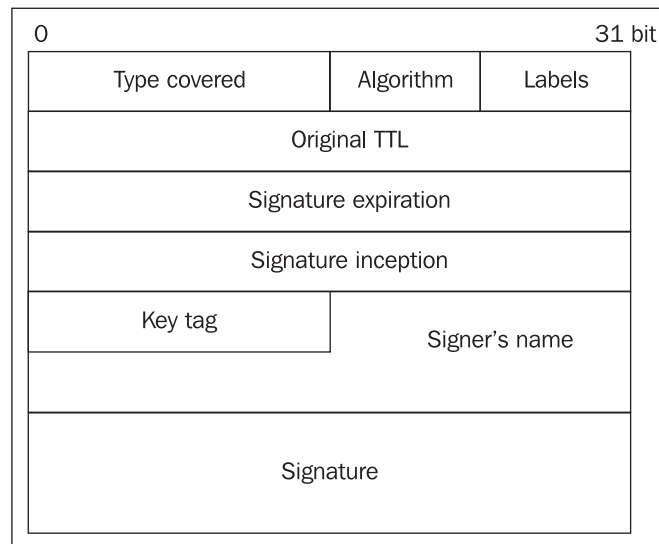 0 31 bit
Type covered Algorithm Labels
Original TTL
Signature expiration
Signature inception
Key tag
Signer's name
Signature